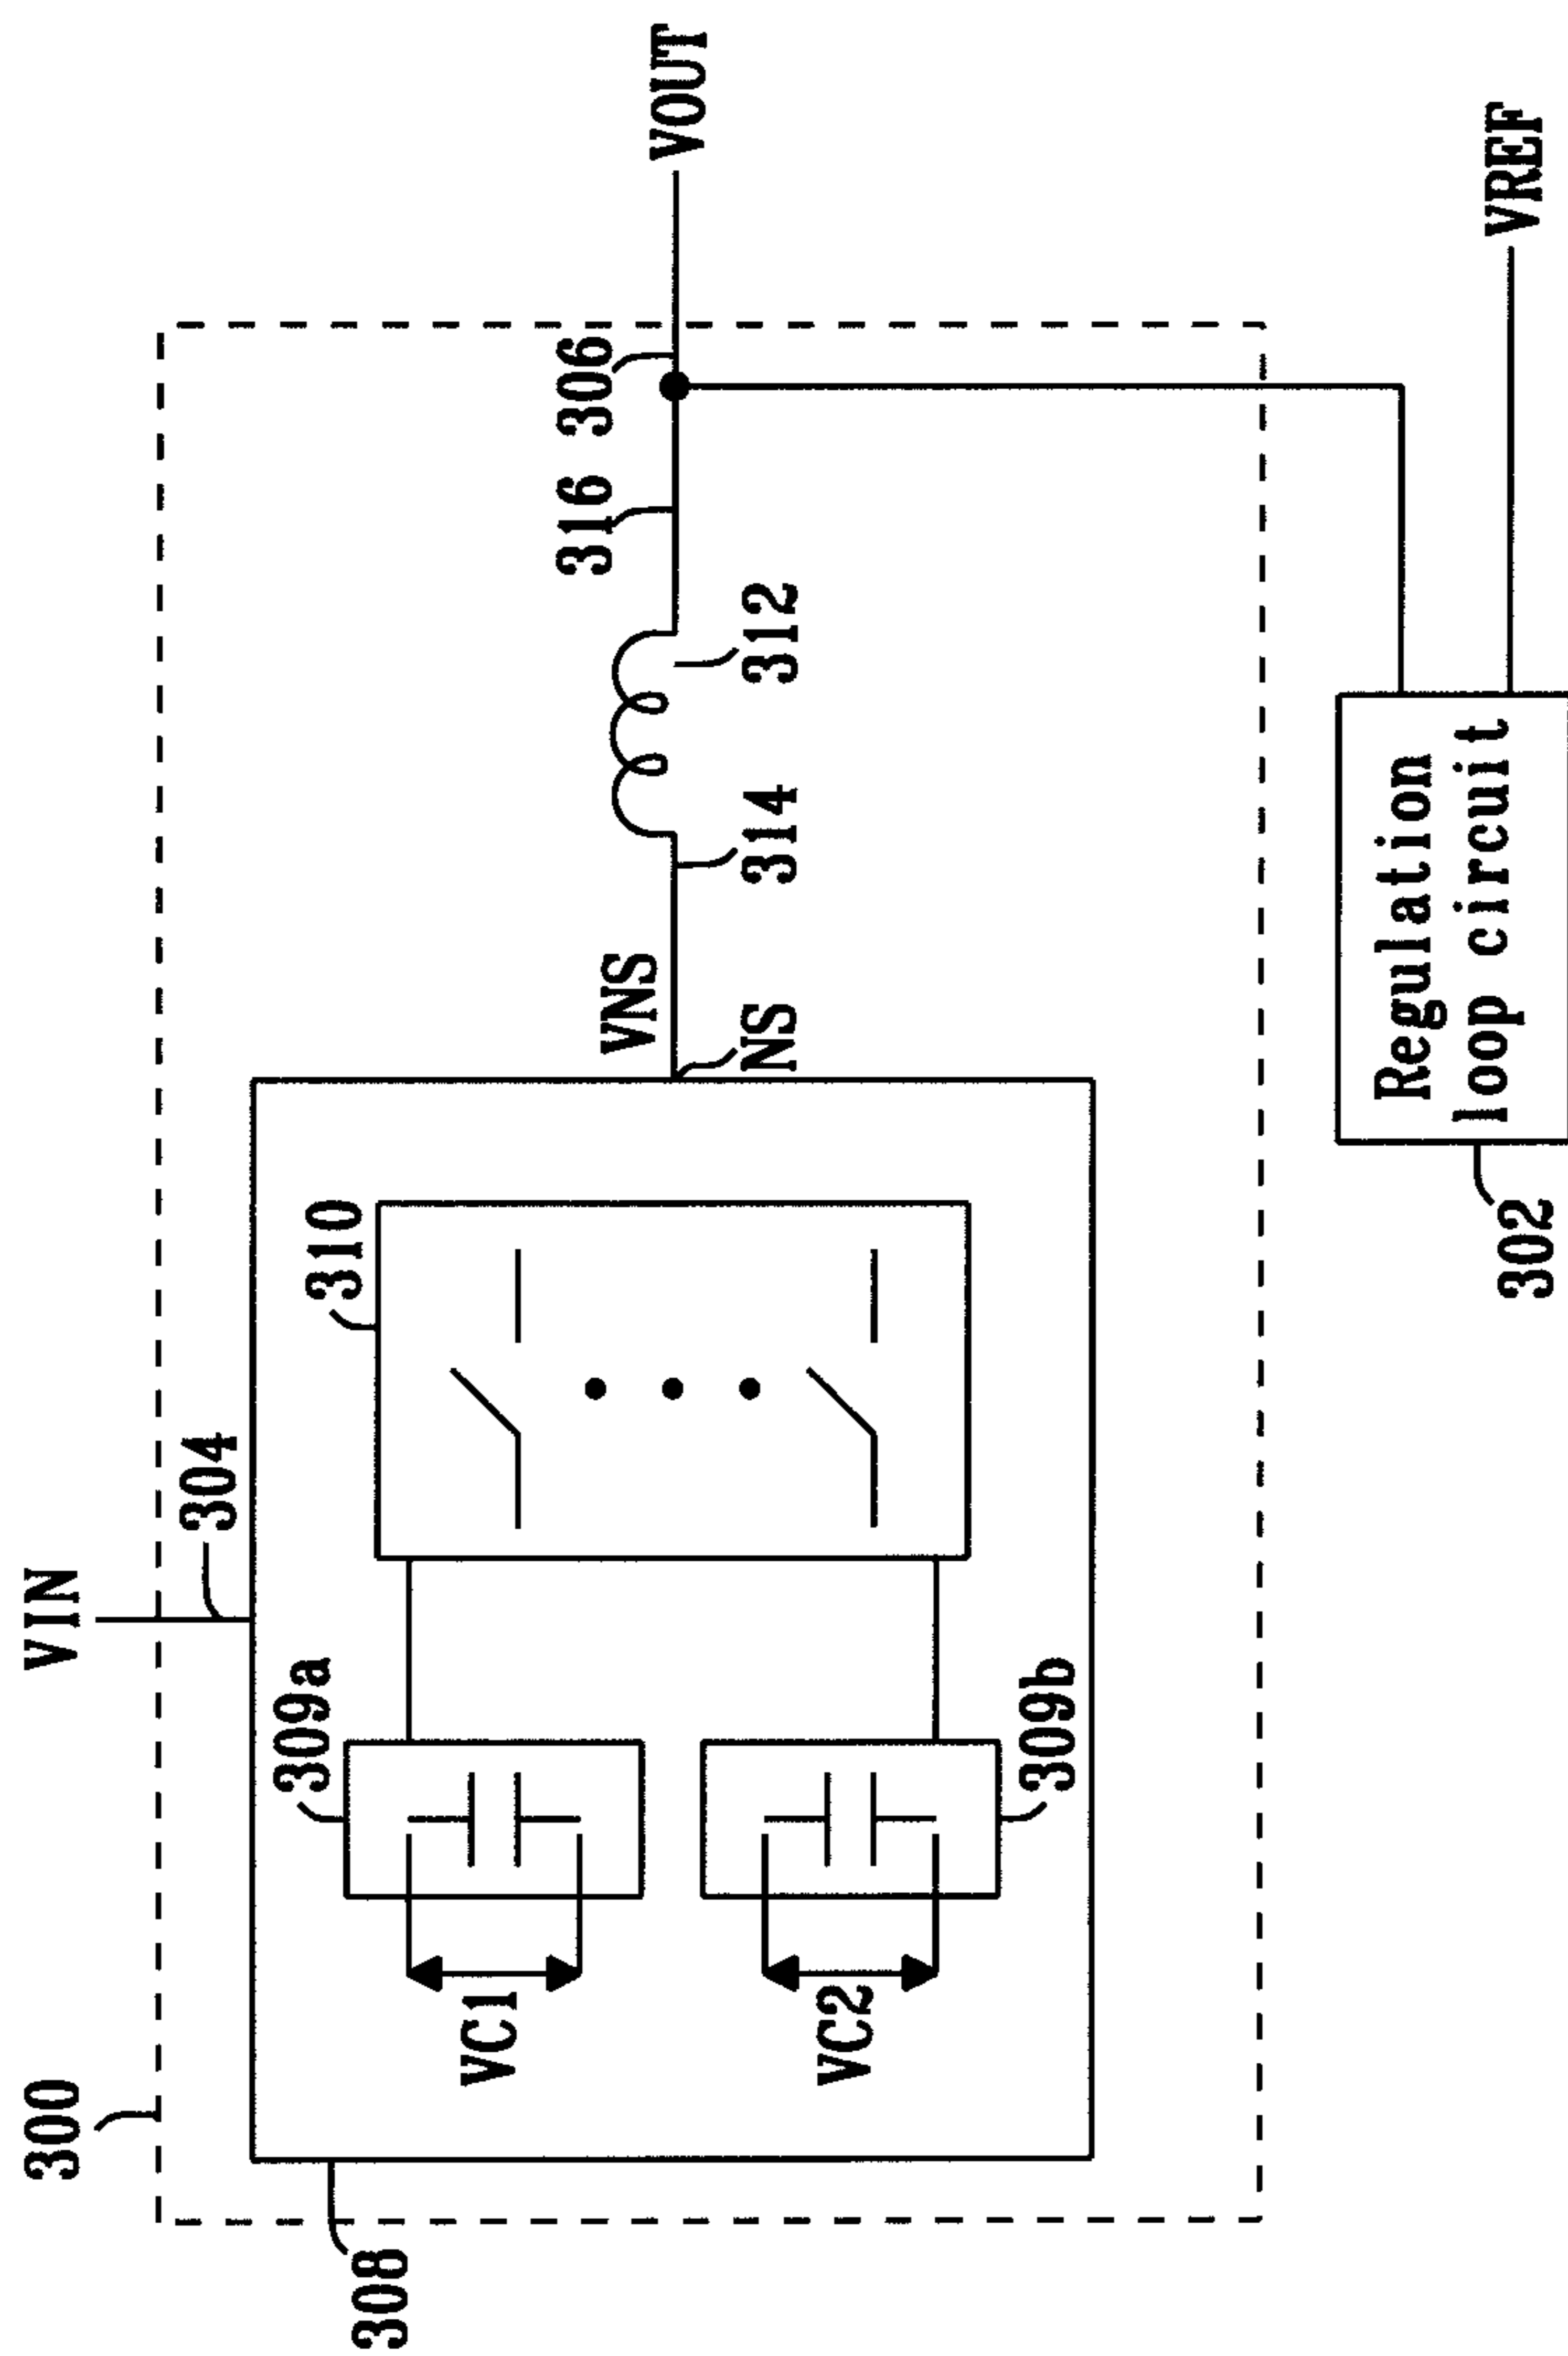 300
VIN
304
308
309a
310
VC1
VC2
309b
VNS
NS
314
312
316
306
VOUT
Regulation
loop circuit
302
VREF